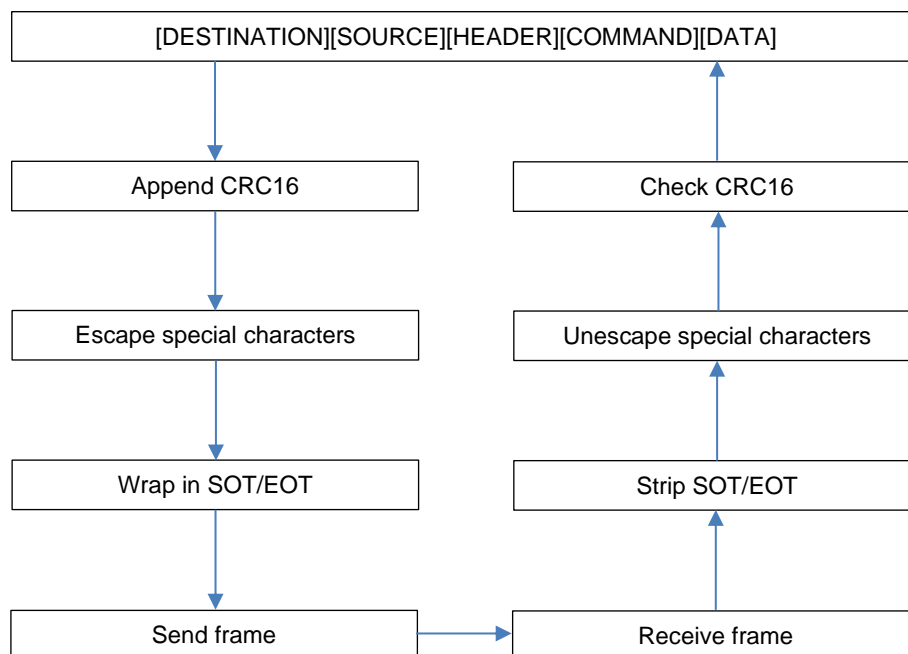 [DESTINATION][SOURCE][HEADER][COMMAND][DATA]
Append CRC16
Check CRC16
Escape special characters
Unescape special characters
Wrap in SOT/EOT
Strip SOT/EOT
Send frame
Receive frame